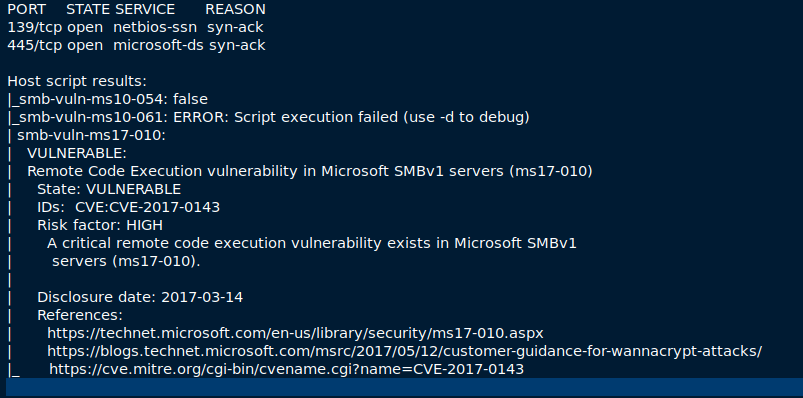 PORT STATE SERVICE REASON
139/tcp open netbios-ssn syn-ack
445/tcp open microsoft-ds syn-ack
Host script results:
|_smb-vuln-ms10-054: false
|_smb-vuln-ms10-061: ERROR: Script execution failed (use -d to debug)
| smb-vuln-ms17-010:
| VULNERABLE:
| Remote Code Execution vulnerability in Microsoft SMBv1 servers (ms17-010)
| State: VULNERABLE
| IDs: CVE:CVE-2017-0143
| Risk factor: HIGH
| A critical remote code execution vulnerability exists in Microsoft SMBv1
| servers (ms17-010).
|
| Disclosure date: 2017-03-14
| References:
| https://technet.microsoft.com/en-us/library/security/ms17-010.aspx
| https://blogs.technet.microsoft.com/msrc/2017/05/12/customer-guidance-for-wannacrypt-attacks/
|_ https://cve.mitre.org/cgi-bin/cvename.cgi?name=CVE-2017-0143